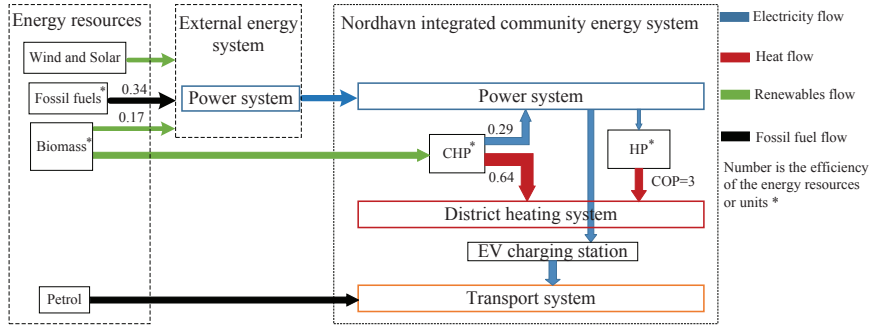 Energy resources
External energy
system
Nordhavn integrated community energy system
Electricity flow
Wind and Solar
Heat flow
Fossil fuels*
0.34
Power system
Power system
Renewables flow
0.17
Biomass*
0.29
CHP*
HP*
Fossil fuel flow
0.64
COP=3
Number is the efficiency
of the energy resources
or units *
District heating system
EV charging station
Petrol
Transport system